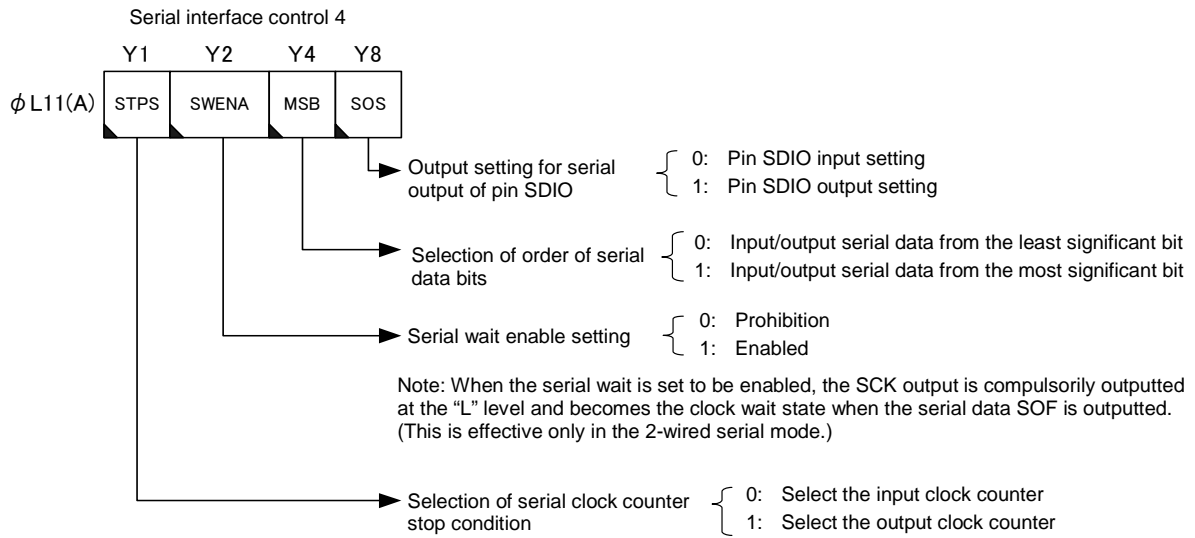 Serial interface control 4
Y1 Y2 Y4 Y8
ϕL11(A) STPS SWENA MSB SOS
Output setting for serial
output of pin SDIO
0: Pin SDIO input setting
1: Pin SDIO output setting
Selection of order of serial
data bits
0: Input/output serial data from the least significant bit
1: Input/output serial data from the most significant bit
Serial wait enable setting
0: Prohibition
1: Enabled
Note: When the serial wait is set to be enabled, the SCK output is compulsorily outputted
at the “L” level and becomes the clock wait state when the serial data SOF is outputted.
(This is effective only in the 2-wired serial mode.)
Selection of serial clock counter
stop condition
0: Select the input clock counter
1: Select the output clock counter